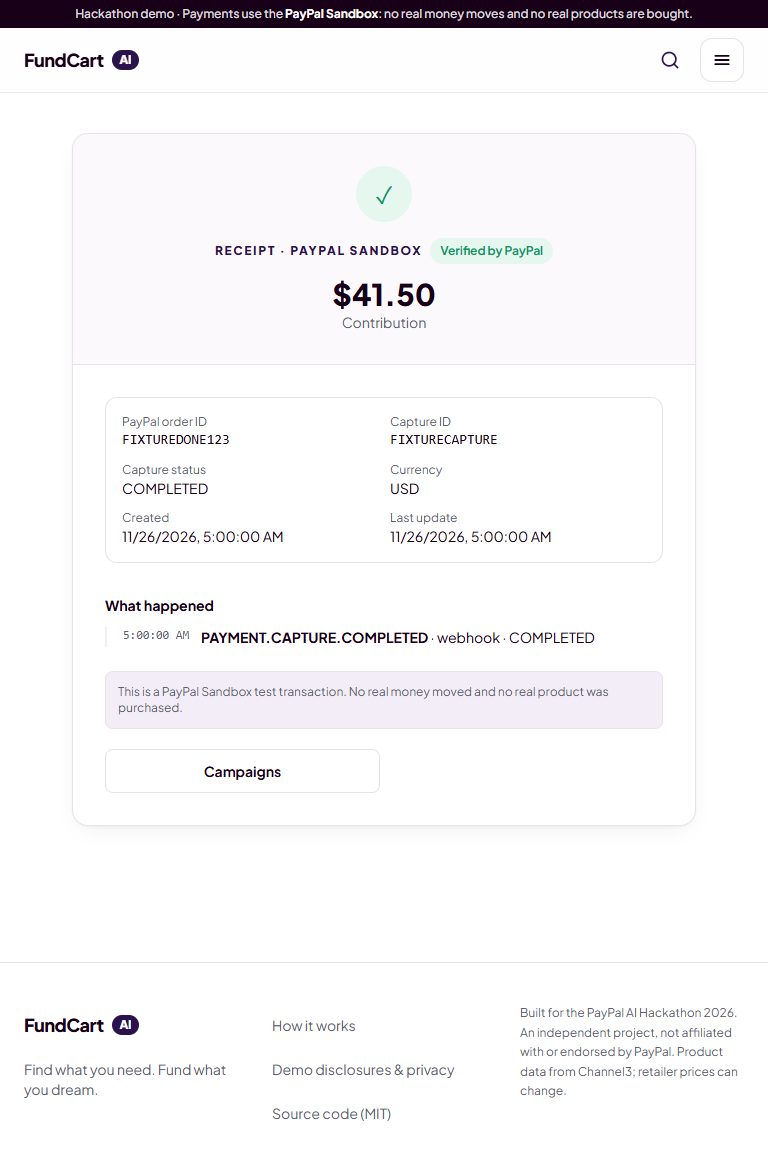 Hackathon demo · Payments use the PayPal Sandbox: no real money moves and no real products are bought.
FundCart AI
✓
RECEIPT · PAYPAL SANDBOX Verified by PayPal
$41.50
Contribution
PayPal order ID
FIXTUREDONE123
Capture ID
FIXTURECAPTURE
Capture status
COMPLETED
Currency
USD
Created
11/26/2026, 5:00:00 AM
Last update
11/26/2026, 5:00:00 AM
What happened
5:00:00 AM PAYMENT.CAPTURE.COMPLETED · webhook · COMPLETED
This is a PayPal Sandbox test transaction. No real money moved and no real product was
purchased.
Campaigns
FundCart AI
Find what you need. Fund what
you dream.
How it works
Demo disclosures & privacy
Source code (MIT)
Built for the PayPal AI Hackathon 2026.
An independent project, not affiliated
with or endorsed by PayPal. Product
data from Channel3; retailer prices can
change.